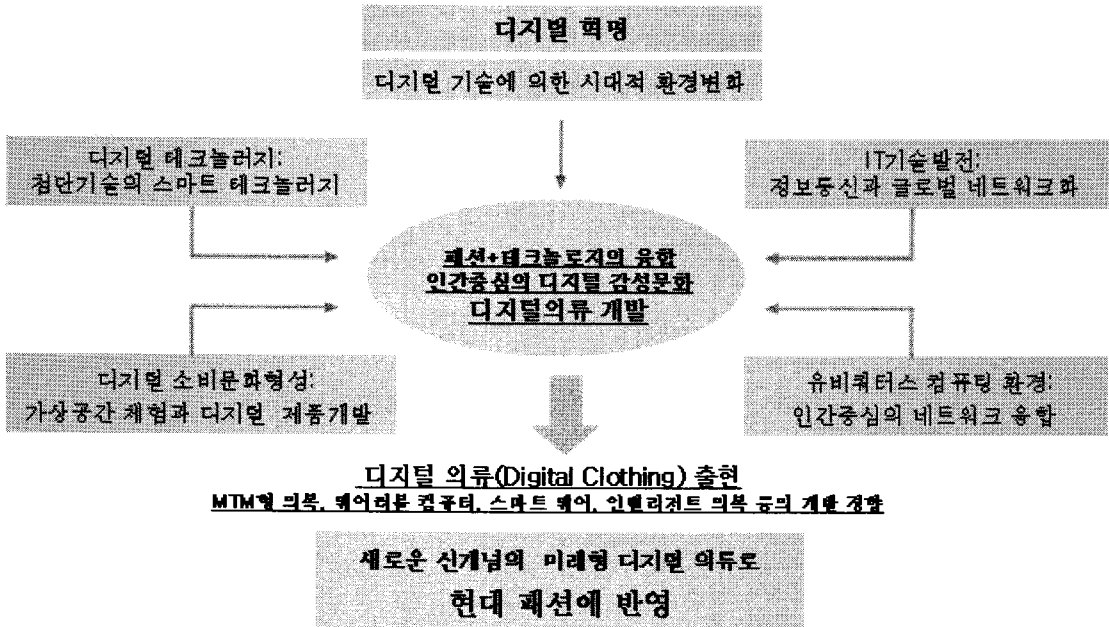 디지털 혁명
디지털 기술에 의한 시대적 환경변화
디지털 테크놀러지:
첨단기술의 스마트 테크놀러지
IT기술발전:
정보통신과 글로벌 네트워크화
패션+테크놀로지의 융합
인간중심의 디지털 감성문화
디지털의류 개발
디지털 소비문화형성:
가상공간 체험과 디지털 제품개발
유비쿼터스 컴퓨팅 환경:
인간중심의 네트워크 융합
디지털 의류(Digital Clothing) 출현
MTM형 의복, 웨어러블 컴퓨터, 스마트 웨어, 인텔리전트 의복 등의 개발 경향
새로운 신개념의 미래형 디지털 의류로
현대 패션에 반영